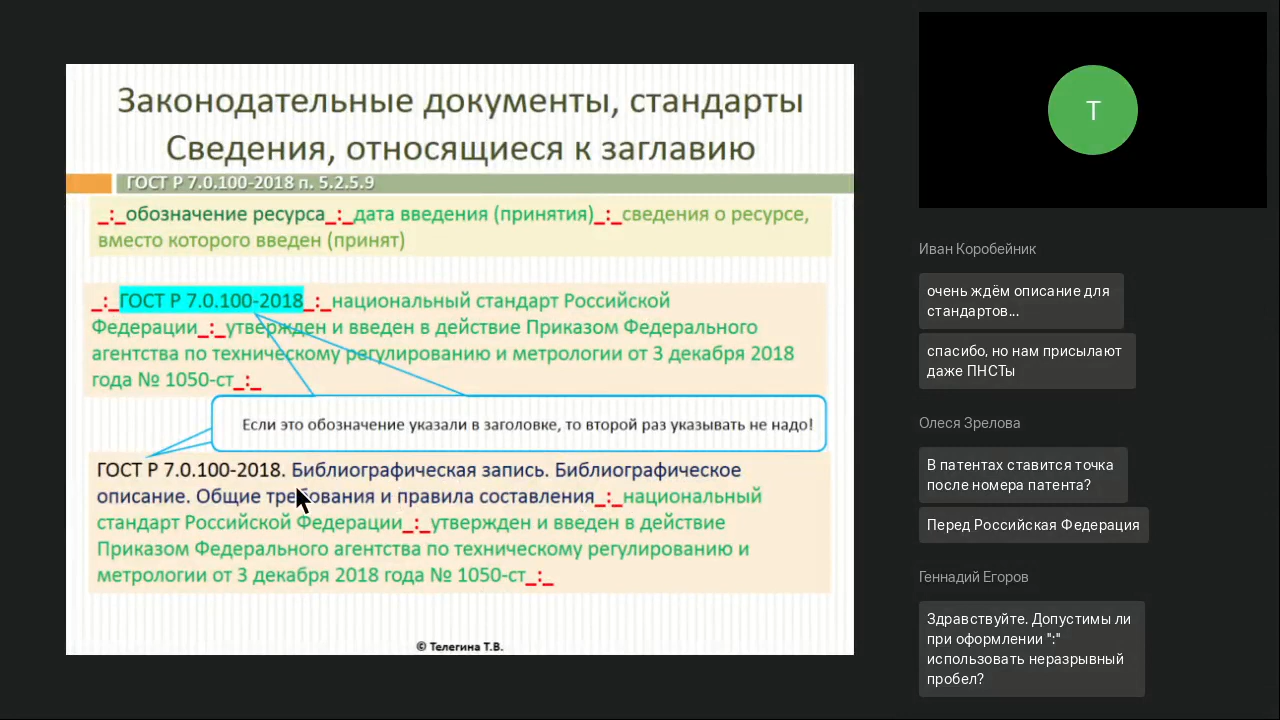 Законодательные документы, стандарты
Сведения, относящиеся к заглавию
ГОСТ Р 7.0.100-2018 п. 5.2.5.9
_:_обозначение ресурса_:_дата введения (принятия)_:_сведения о ресурсе,
вместо которого введен (принят)
_:_ГОСТ Р 7.0.100-2018_:_национальный стандарт Российской
Федерации_:_утвержден и введен в действие Приказом Федерального
агентства по техническому регулированию и метрологии от 3 декабря 2018
года № 1050-ст_:_
Если это обозначение указали в заголовке, то второй раз указывать не надо!
ГОСТ Р 7.0.100-2018. Библиографическая запись. Библиографическое
описание. Общие требования и правила составления_:_национальный
стандарт Российской Федерации_:_утвержден и введен в действие
Приказом Федерального агентства по техническому регулированию и
метрологии от 3 декабря 2018 года № 1050-ст_:_
© Телегина Т.В.
Т
Иван Коробейник
очень ждём описание для
стандартов...
спасибо, но нам присылают
даже ПНСТы
Олеся Зрелова
В патентах ставится точка
после номера патента?
Перед Российская Федерация
Геннадий Егоров
Здравствуйте. Допустимы ли
при оформлении ":"
использовать неразрывный
пробел?